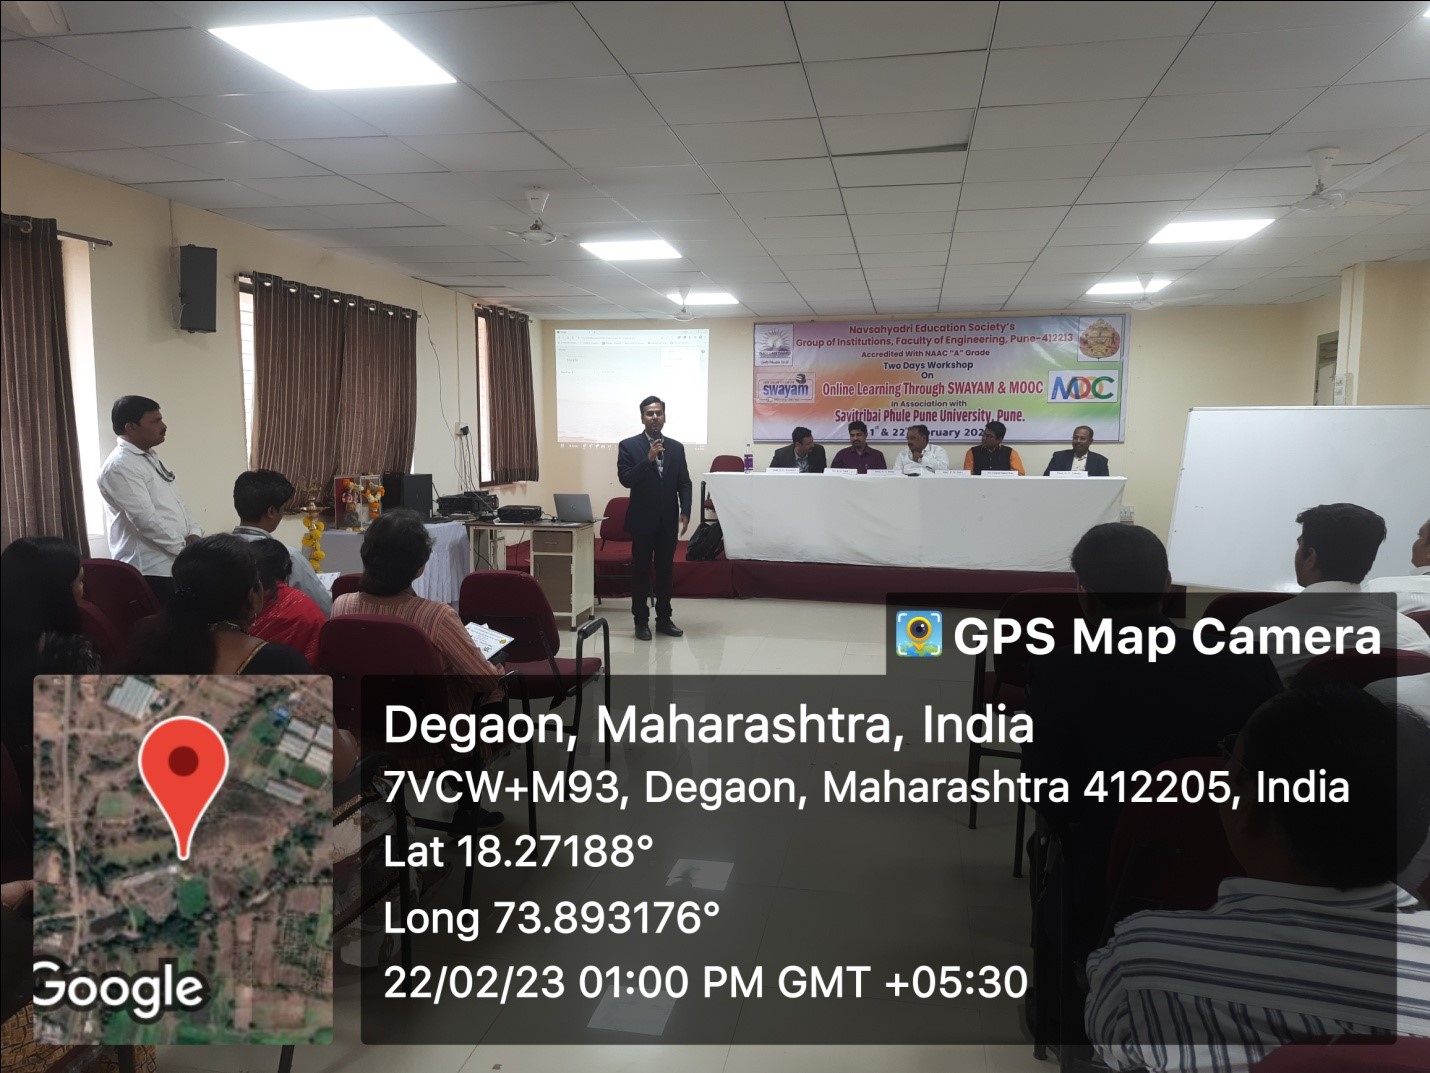 Navsahyadri Education Society's
Group of Institutions, Faculty of Engineering, Pune-412213
Accredited With NAAC "A" Grade
Two Days Workshop
On
swayam
Online Learning Through SWAYAM & MOOC
MOOC
in Association with
Savitribai Phule Pune University, Pune.
& 22
GPS Map Camera
Degaon, Maharashtra, India
7VCW+M93, Degaon, Maharashtra 412205, India
Lat 18.27188°
Long 73.893176°
22/02/23 01:00 PM GMT +05:30
Google